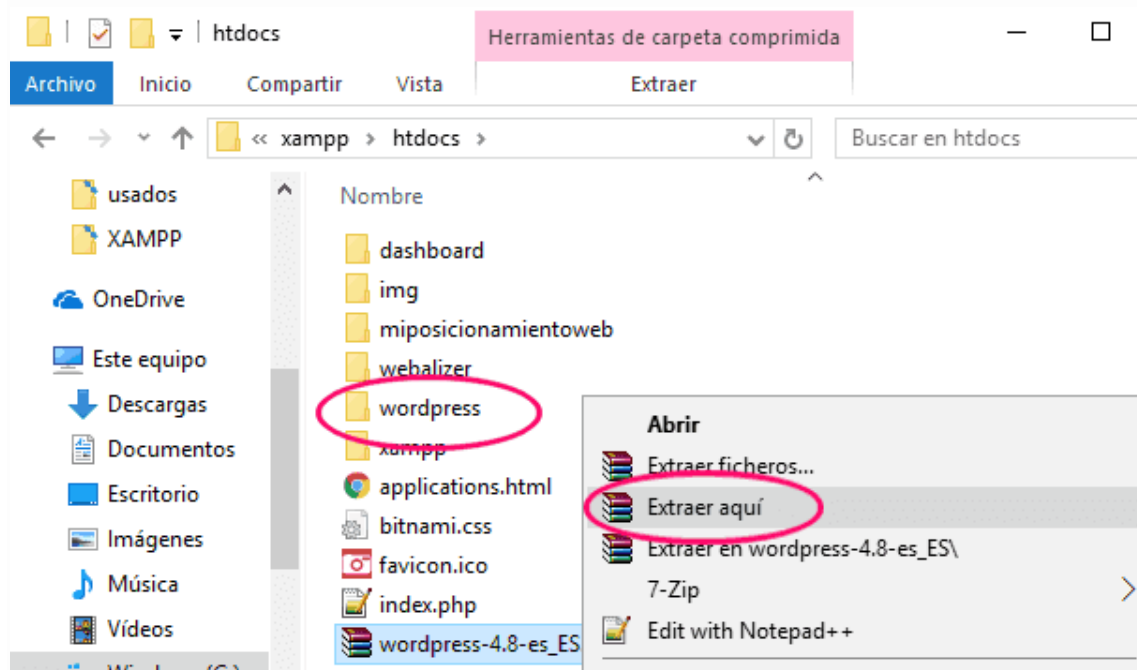 htdocs
Herramientas de carpeta comprimida
Archivo Inicio Compartir Vista Extraer
« xampp > htdocs >
Buscar en htdocs
usados
XAMPP
OneDrive
Este equipo
Descargas
Documentos
Escritorio
Imágenes
Música
Vídeos
Nombre
dashboard
img
miposicionamientoweb
webalizer
wordpress
xampp
applications.html
bitnami.css
favicon.ico
index.php
wordpress-4.8-es_ES
Abrir
Extraer ficheros...
Extraer aquí
Extraer en wordpress-4.8-es_ES\
7-Zip
Edit with Notepad++